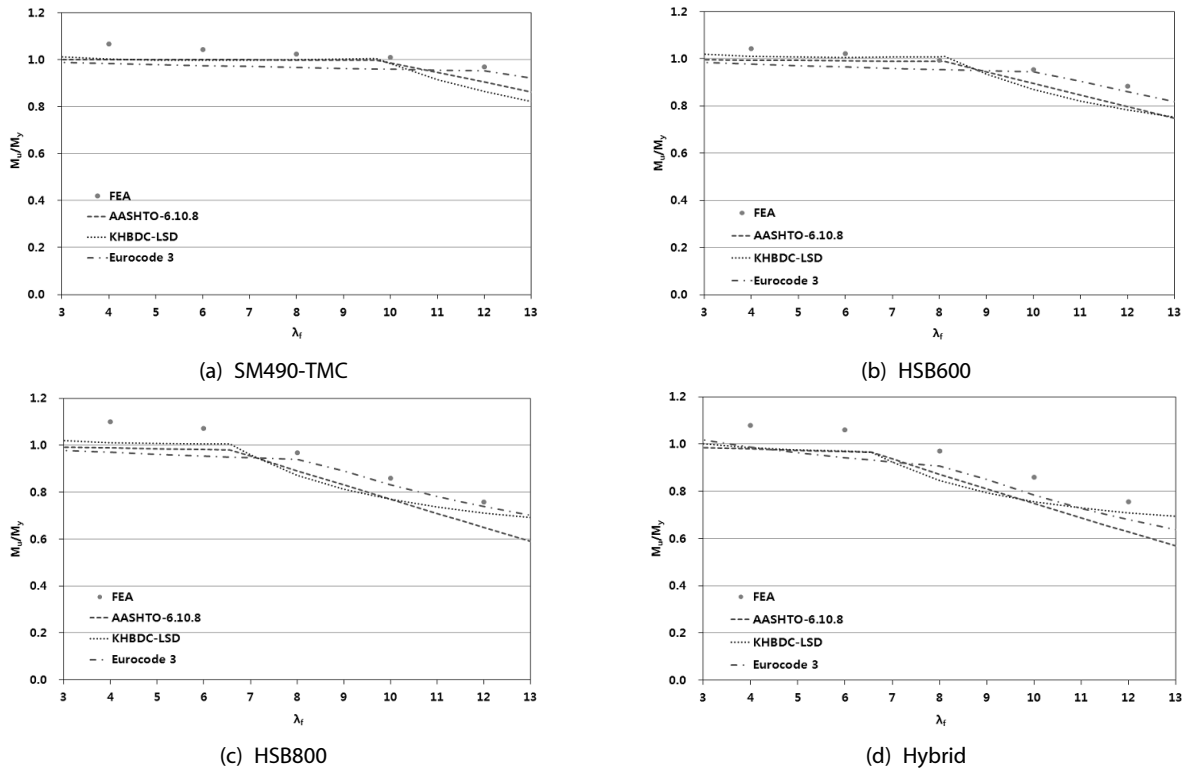 1.2
1.0
0.8
0.6
0.4
0.2
0.0
Mu/My
FEA
AASHTO-6.10.8
KHBDC-LSD
Eurocode 3
3 4 5 6 7 8 9 10 11 12 13
λf
(a) SM490-TMC
1.2
1.0
0.8
0.6
0.4
0.2
0.0
Mu/My
FEA
AASHTO-6.10.8
KHBDC-LSD
Eurocode 3
3 4 5 6 7 8 9 10 11 12 13
λf
(b) HSB600
1.2
1.0
0.8
0.6
0.4
0.2
0.0
Mu/My
FEA
AASHTO-6.10.8
KHBDC-LSD
Eurocode 3
3 4 5 6 7 8 9 10 11 12 13
λf
(c) HSB800
1.2
1.0
0.8
0.6
0.4
0.2
0.0
Mu/My
FEA
AASHTO-6.10.8
KHBDC-LSD
Eurocode 3
3 4 5 6 7 8 9 10 11 12 13
λf
(d) Hybrid